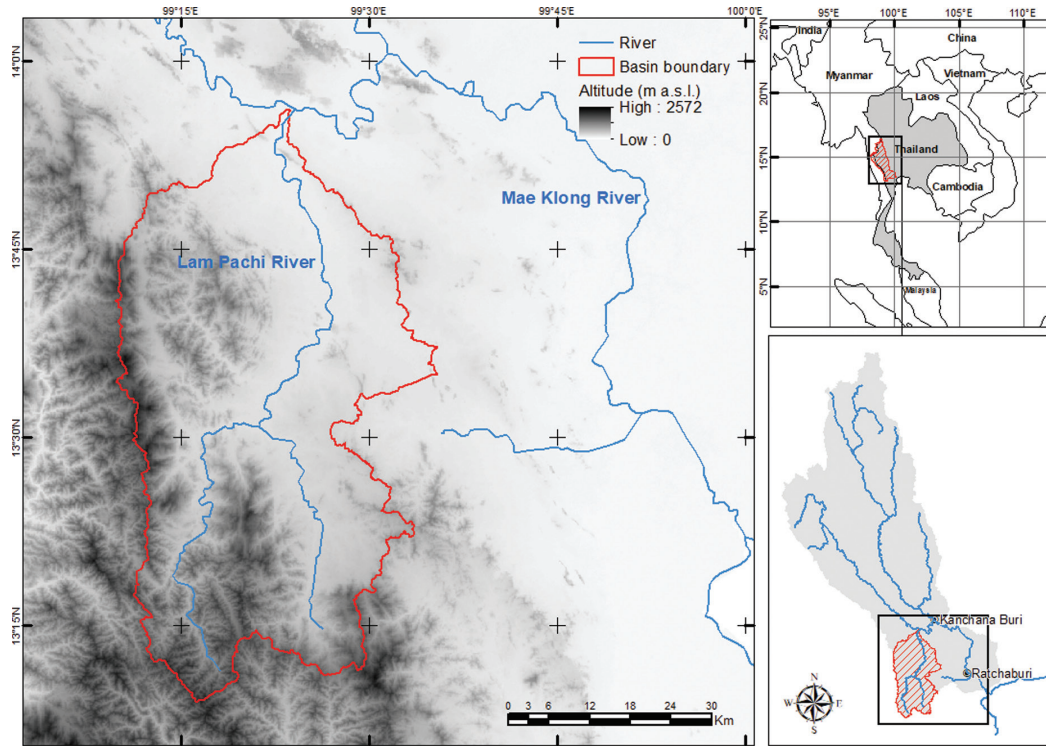 99°15'E
99°30'E
99°45'E
100°0'E
14°0'N
13°45'N
13°30'N
13°15'N
River
Basin boundary
Altitude (m a.s.l.)
High : 2572
Low : 0
Mae Klong River
Lam Pachi River
0 3 6 12 18 24 30
Km
95°E
100°E
105°E
110°E
25°N
20°N
15°N
10°N
5°N
India
China
Myanmar
Vietnam
Laos
Thailand
Cambodia
Malaysia
Kanchana Buri
Ratchaburi
N
W
E
S